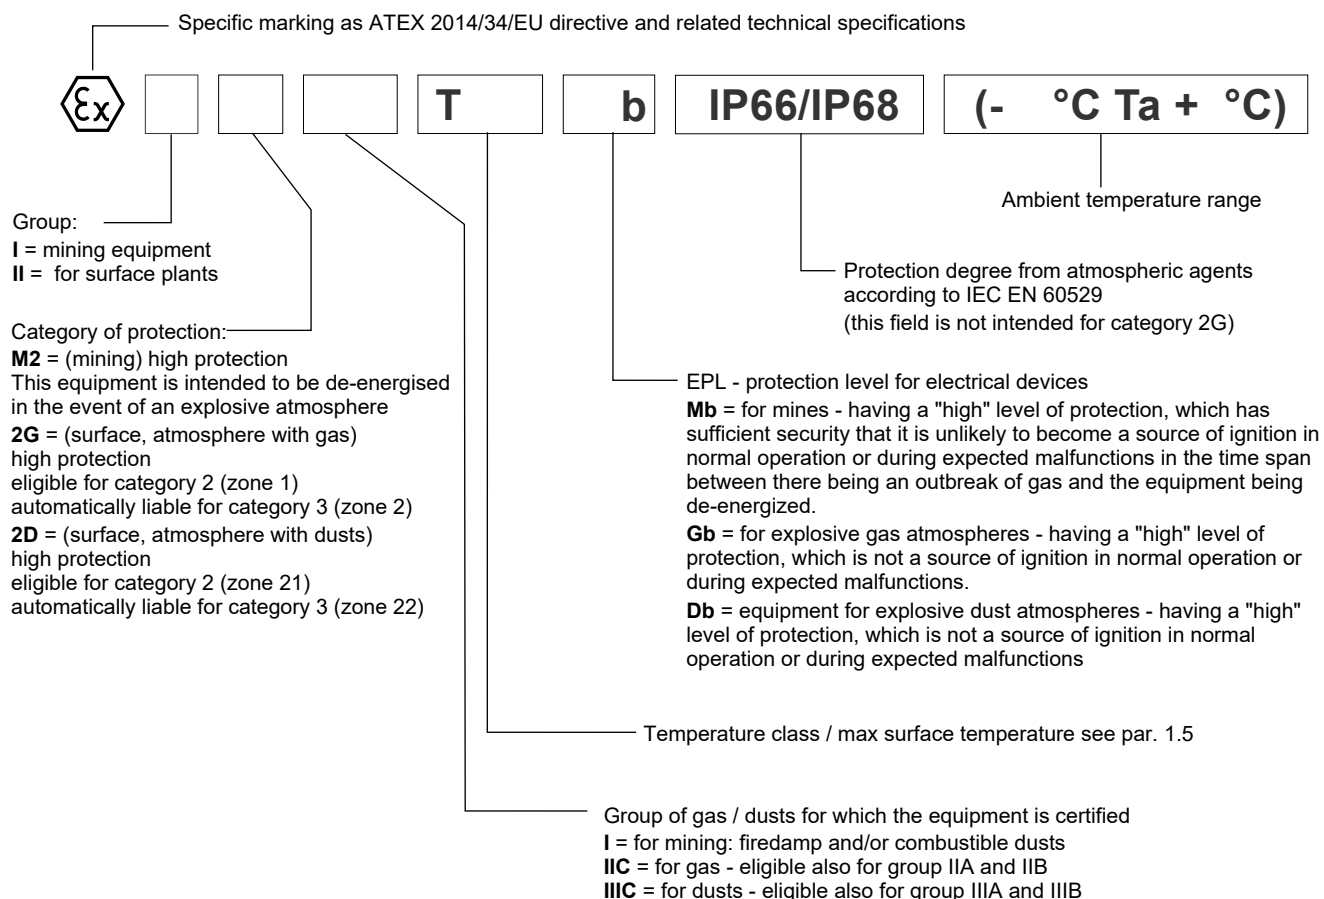 Specific marking as ATEX 2014/34/EU directive and related technical specifications
Ex T b IP66/IP68 (- °C Ta + °C)
Ambient temperature range
Group:
I = mining equipment
II = for surface plants
Protection degree from atmospheric agents
according to IEC EN 60529
(this field is not intended for category 2G)
Category of protection:
M2 = (mining) high protection
This equipment is intended to be de-energised
in the event of an explosive atmosphere
2G = (surface, atmosphere with gas)
high protection
eligible for category 2 (zone 1)
automatically liable for category 3 (zone 2)
2D = (surface, atmosphere with dusts)
high protection
eligible for category 2 (zone 21)
automatically liable for category 3 (zone 22)
EPL - protection level for electrical devices
Mb = for mines - having a "high" level of protection, which has
sufficient security that it is unlikely to become a source of ignition in
normal operation or during expected malfunctions in the time span
between there being an outbreak of gas and the equipment being
de-energized.
Gb = for explosive gas atmospheres - having a "high" level of
protection, which is not a source of ignition in normal operation or
during expected malfunctions.
Db = equipment for explosive dust atmospheres - having a "high"
level of protection, which is not a source of ignition in normal
operation or during expected malfunctions
Temperature class / max surface temperature see par. 1.5
Group of gas / dusts for which the equipment is certified
I = for mining: firedamp and/or combustible dusts
IIC = for gas - eligible also for group IIA and IIB
IIIC = for dusts - eligible also for group IIIA and IIIB